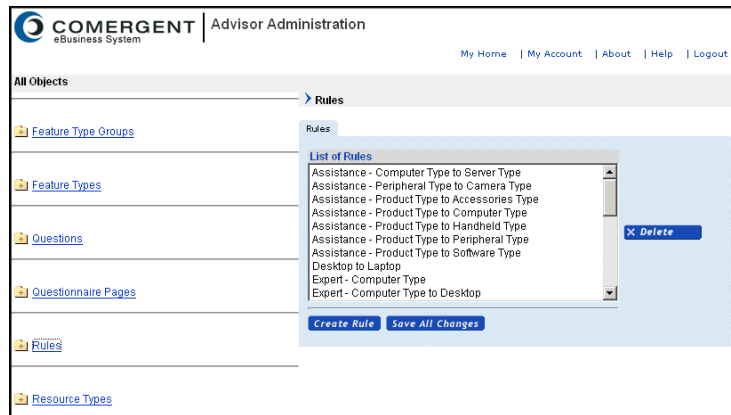 COMERGENT
eBusiness System
Advisor Administration
My Home | My Account | About | Help | Logout
All Objects
Feature Type Groups
Feature Types
Questions
Questionnaire Pages
Rules
Resource Types
Rules
Rules
List of Rules
Assistance - Computer Type to Server Type
Assistance - Peripheral Type to Camera Type
Assistance - Product Type to Accessories Type
Assistance - Product Type to Computer Type
Assistance - Product Type to Handheld Type
Assistance - Product Type to Peripheral Type
Assistance - Product Type to Software Type
Desktop to Laptop
Expert - Computer Type
Expert - Computer Type to Desktop
X Delete
Create Rule
Save All Changes